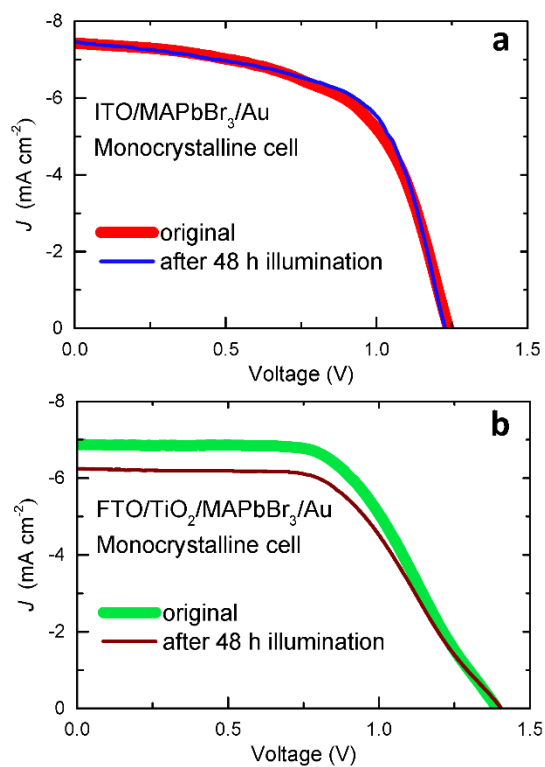 -8
a
-6
ITO/MAPbBr₃/Au
Monocrystalline cell
-4
J (mA cm⁻²)
original
-2
after 48 h illumination
0
0.0 0.5 1.0 1.5
Voltage (V)
-8
b
-6
FTO/TiO₂/MAPbBr₃/Au
Monocrystalline cell
-4
J (mA cm⁻²)
original
-2
after 48 h illumination
0
0.0 0.5 1.0 1.5
Voltage (V)